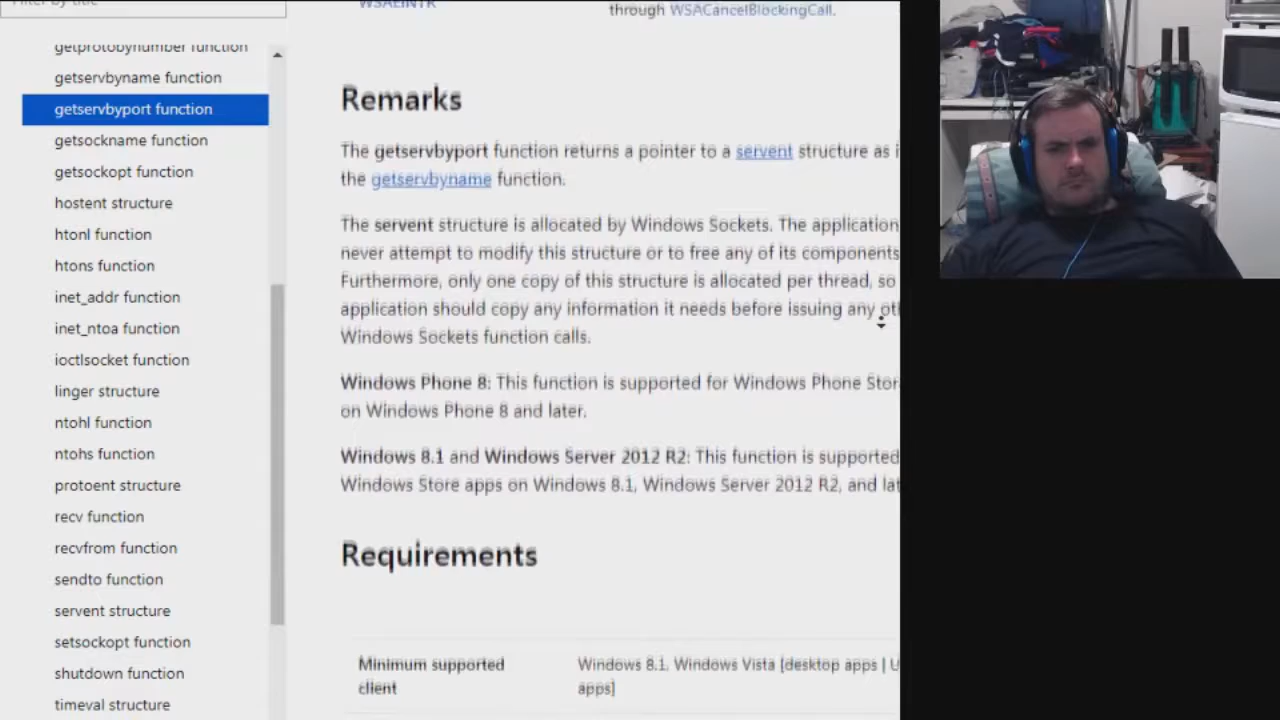 Filter by title
getprotobynumber function
getservbyname function
getservbyport function
getsockname function
getsockopt function
hostent structure
htonl function
htons function
inet_addr function
inet_ntoa function
ioctlsocket function
linger structure
ntohl function
ntohs function
protoent structure
recv function
recvfrom function
sendto function
servent structure
setsockopt function
shutdown function
timeval structure
WSAEINTR
through WSACancelBlockingCall.
Remarks
The getservbyport function returns a pointer to a servent structure as
the getservbyname function.
The servent structure is allocated by Windows Sockets. The application
never attempt to modify this structure or to free any of its components
Furthermore, only one copy of this structure is allocated per thread, so
application should copy any information it needs before issuing any
Windows Sockets function calls.
Windows Phone 8: This function is supported for Windows Phone
on Windows Phone 8 and later.
Windows 8.1 and Windows Server 2012 R2: This function is supported
Windows Store apps on Windows 8.1, Windows Server 2012 R2, and
Requirements
Minimum supported
client
Windows 8.1, Windows Vista [desktop apps |
apps]